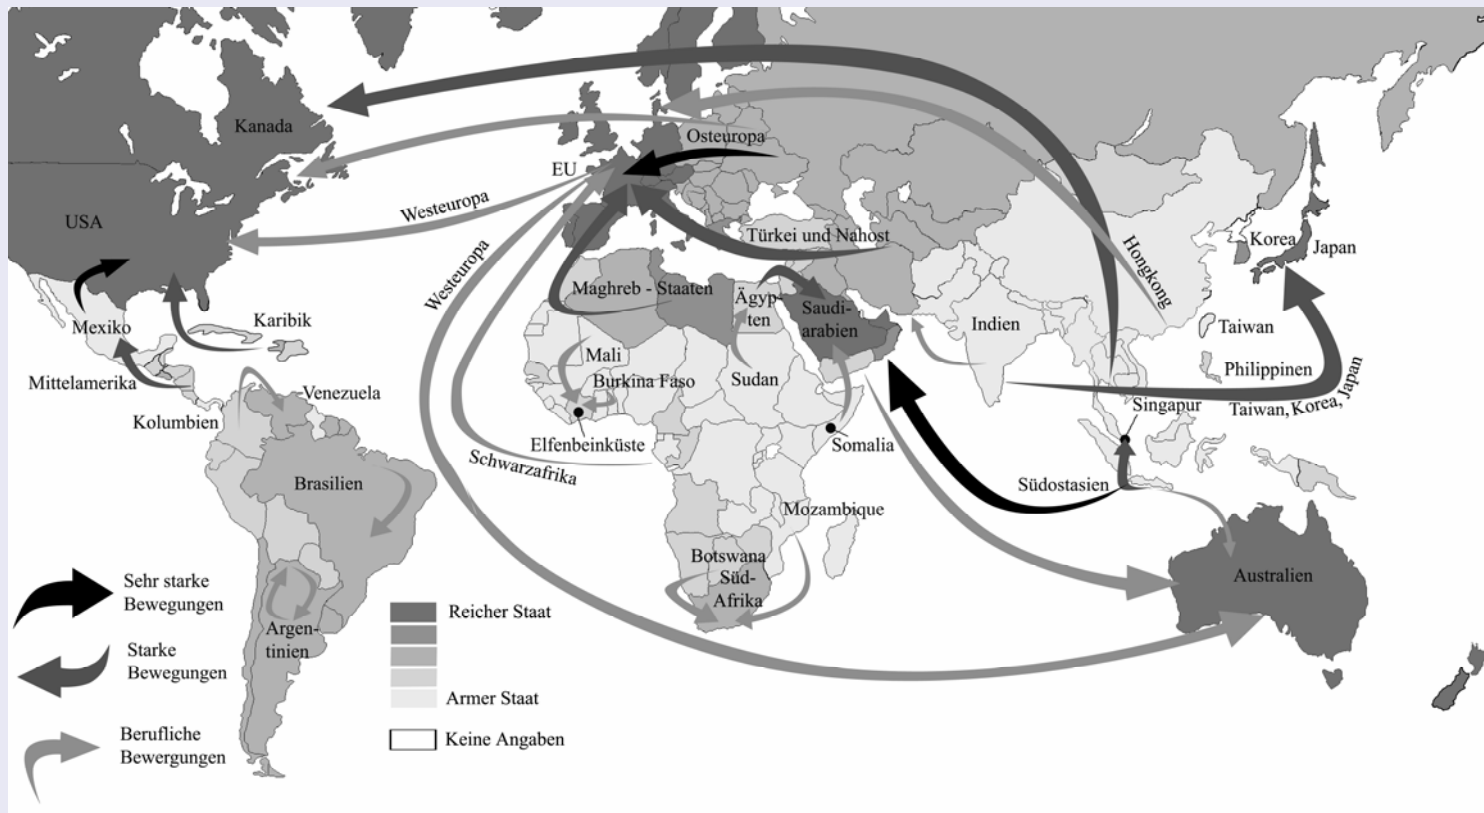 Kanada
USA
EU
Osteuropa
Westeuropa
Westeuropa
Türkei und Nahost
Hongkong
Korea
Japan
Mexiko
Karibik
Maghreb - Staaten
Ägyp-
ten
Saudi-
arabien
Indien
Taiwan
Mittelamerika
Venezuela
Kolumbien
Mali
Burkina Faso
Sudan
Philippinen
Singapur
Taiwan, Korea, Japan
Elfenbeinküste
Somalia
Schwarzafrika
Brasilien
Südostasien
Mozambique
Botswana
Süd-
Afrika
Australien
Argen-
tinien
Sehr starke
Bewegungen
Starke
Bewegungen
Berufliche
Bewergungen
Reicher Staat
Armer Staat
Keine Angaben